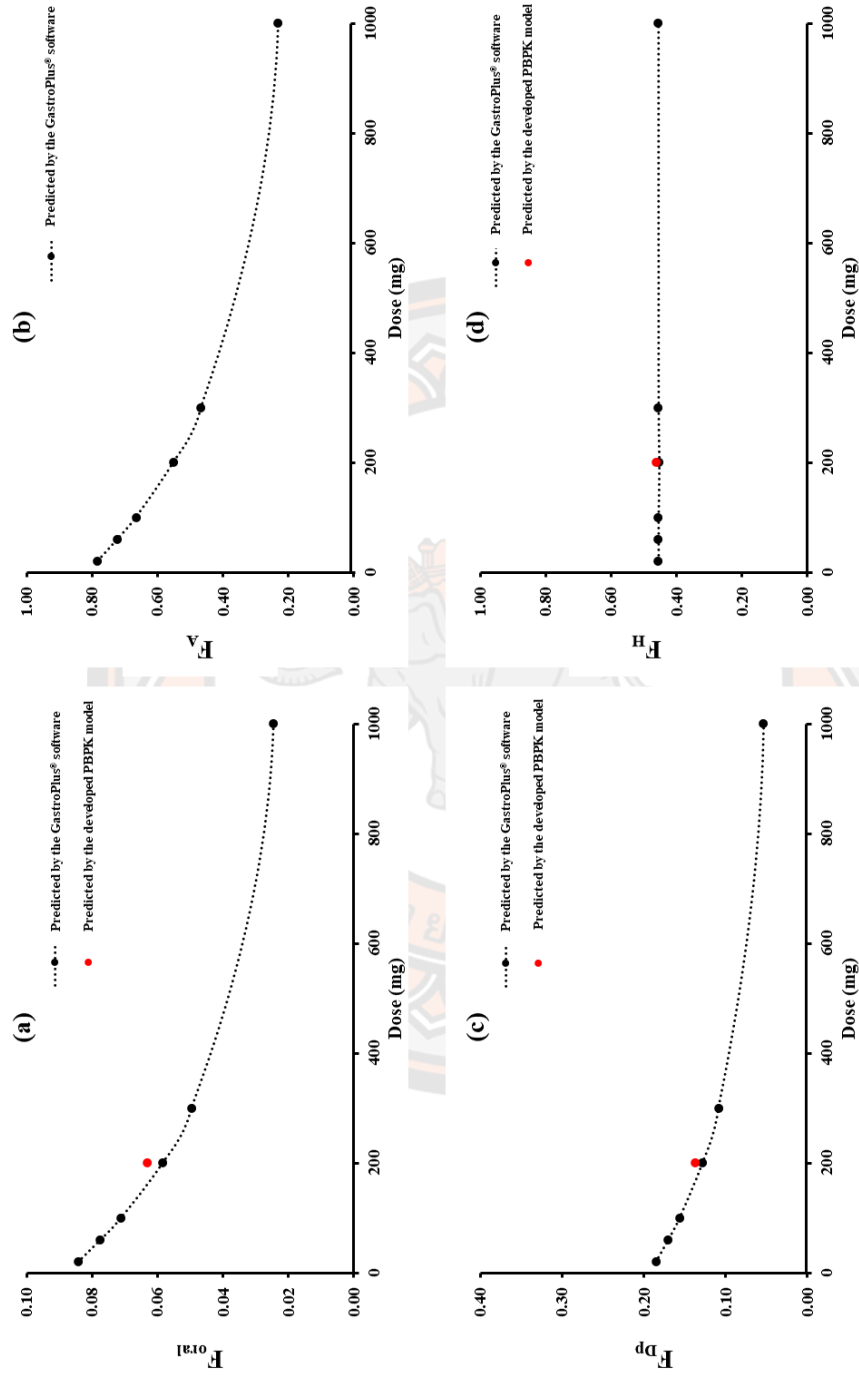 (a)
Predicted by the GastroPlus® software
Predicted by the developed PBPK model
F_oral
0.10
0.08
0.06
0.04
0.02
0.00
0
200
400
600
800
1000
Dose (mg)
(b)
Predicted by the GastroPlus® software
F_A
1.00
0.80
0.60
0.40
0.20
0.00
0
200
400
600
800
1000
Dose (mg)
(c)
Predicted by the GastroPlus® software
Predicted by the developed PBPK model
F_Dp
0.40
0.30
0.20
0.10
0.00
0
200
400
600
800
1000
Dose (mg)
(d)
Predicted by the GastroPlus® software
Predicted by the developed PBPK model
F_H
1.00
0.80
0.60
0.40
0.20
0.00
0
200
400
600
800
1000
Dose (mg)